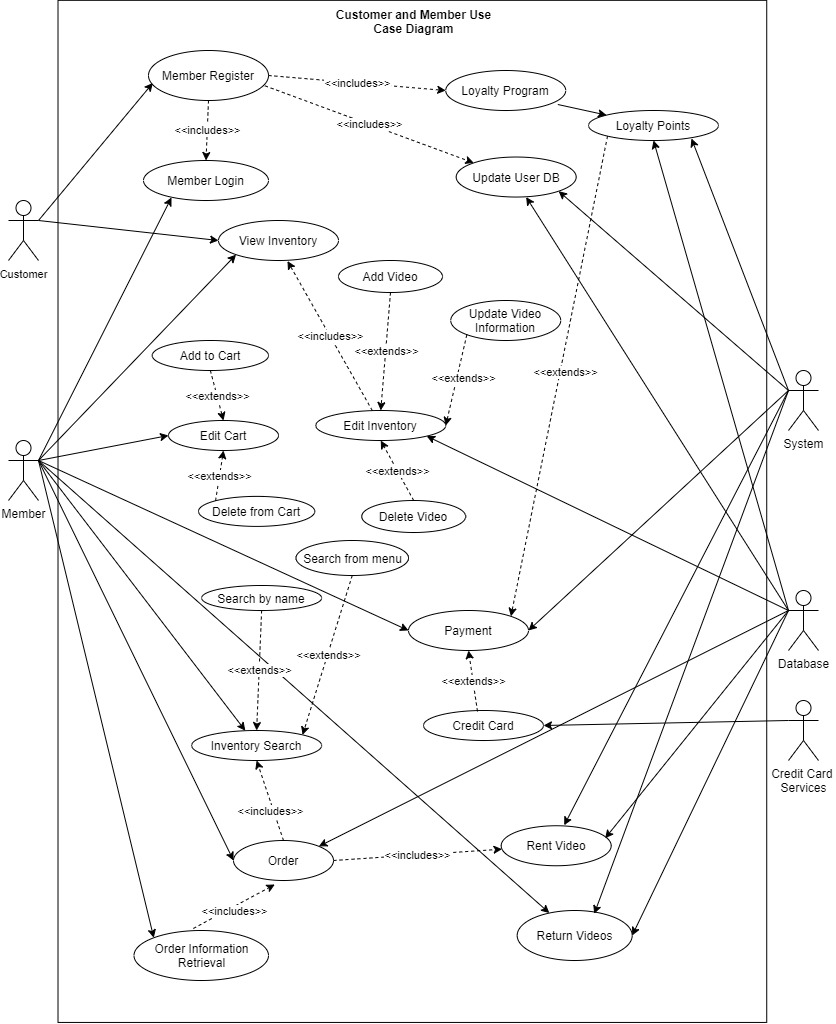 Customer and Member Use
Case Diagram
Member Register
<<includes>>
Loyalty Program
Loyalty Points
<<includes>>
<<includes>>
Member Login
Update User DB
Customer
View Inventory
Add Video
Update Video
Information
<<includes>>
<<extends>>
Add to Cart
<<extends>>
<<extends>>
<<extends>>
Edit Cart
Edit Inventory
System
<<extends>>
<<extends>>
Member
Delete from Cart
Delete Video
Search from menu
Search by name
Payment
<<extends>>
<<extends>>
Database
<<extends>>
Credit Card
Inventory Search
Credit Card
Services
<<includes>>
Order
<<includes>>
Rent Video
<<includes>>
Order Information
Retrieval
Return Videos